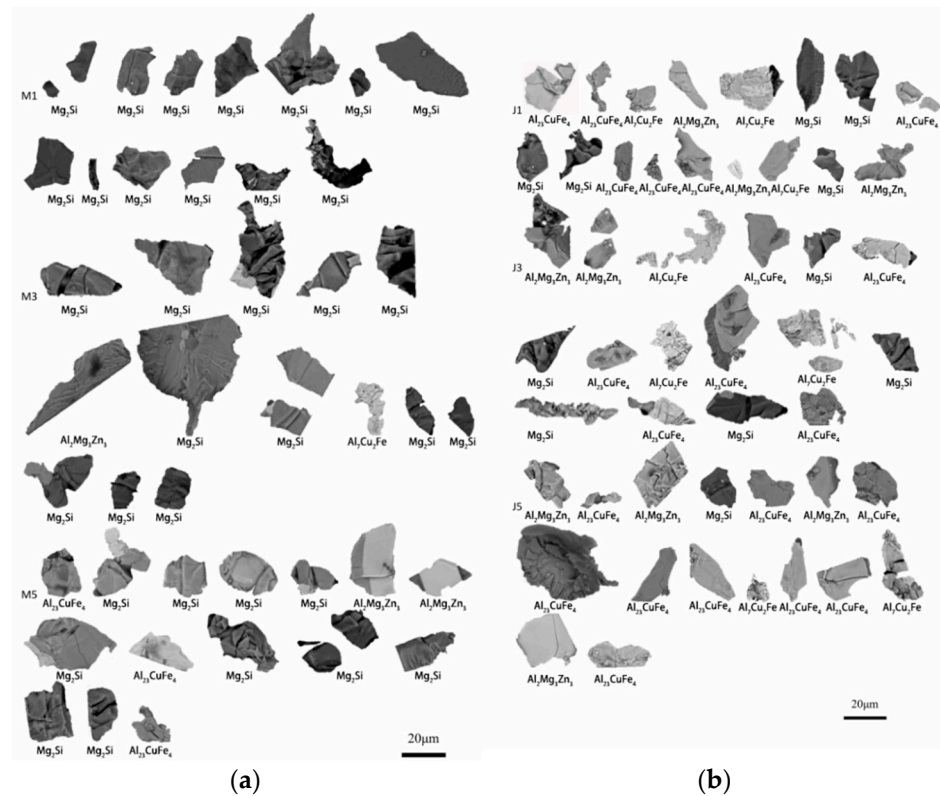 M1
Mg₂Si Mg₂Si Mg₂Si Mg₂Si Mg₂Si Mg₂Si Mg₂Si
Mg₂Si Mg₂Si Mg₂Si Mg₂Si Mg₂Si Mg₂Si
M3
Mg₂Si Mg₂Si Mg₂Si Mg₂Si Mg₂Si
Al₂Mg₃Zn₃ Mg₂Si Mg₂Si Al₇Cu₂Fe Mg₂Si Mg₂Si
Mg₂Si Mg₂Si Mg₂Si
M5
Al₂₃CuFe₄ Mg₂Si Mg₂Si Mg₂Si Mg₂Si Al₂Mg₃Zn₃ Al₂Mg₃Zn₃
Mg₂Si Al₂₃CuFe₄ Mg₂Si Mg₂Si Mg₂Si
Mg₂Si Mg₂Si Al₂₃CuFe₄
20μm
(a)
J1
Al₂₃CuFe₄ Al₂₃CuFe₄ Al₇Cu₂Fe Al₂Mg₃Zn₃ Al₇Cu₂Fe Mg₂Si Mg₂Si Al₂₃CuFe₄
Mg₂Si Mg₂Si Al₂₃CuFe₄ Al₂₃CuFe₄ Al₂₃CuFe₄ Al₂Mg₃Zn₃ Al₇Cu₂Fe Mg₂Si Al₂Mg₃Zn₃
J3
Al₂Mg₃Zn₃ Al₂Mg₃Zn₃ Al₇Cu₂Fe Al₂₃CuFe₄ Mg₂Si Al₂₃CuFe₄
Mg₂Si Al₂₃CuFe₄ Al₇Cu₂Fe Al₂₃CuFe₄ Al₇Cu₂Fe Mg₂Si
Mg₂Si Al₂₃CuFe₄ Mg₂Si Al₂₃CuFe₄
J5
Al₂Mg₃Zn₃ Al₂₃CuFe₄ Al₂Mg₃Zn₃ Mg₂Si Al₂₃CuFe₄ Al₂Mg₃Zn₃ Al₂₃CuFe₄
Al₂₃CuFe₄ Al₂₃CuFe₄ Al₂₃CuFe₄ Al₇Cu₂Fe Al₂₃CuFe₄ Al₂₃CuFe₄ Al₇Cu₂Fe
Al₂Mg₃Zn₃ Al₂₃CuFe₄
20μm
(b)